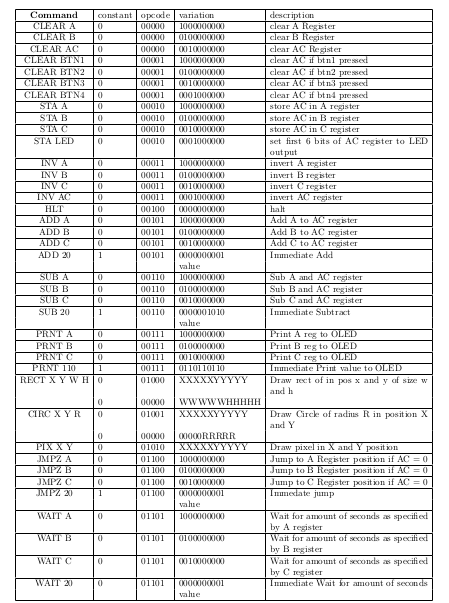 Command constant opcode variation description
CLEAR A 0 00000 1000000000 clear A Register
CLEAR B 0 00000 0100000000 clear B Register
CLEAR AC 0 00000 0010000000 clear AC Register
CLEAR BTN1 0 00001 1000000000 clear AC if btn1 pressed
CLEAR BTN2 0 00001 0100000000 clear AC if btn2 pressed
CLEAR BTN3 0 00001 0010000000 clear AC if btn3 pressed
CLEAR BTN4 0 00001 0001000000 clear AC if btn4 pressed
STA A 0 00010 1000000000 store AC in A register
STA B 0 00010 0100000000 store AC in B register
STA C 0 00010 0010000000 store AC in C register
STA LED 0 00010 0001000000 set first 6 bits of AC register to LED
output
INV A 0 00011 1000000000 invert A register
INV B 0 00011 0100000000 invert B register
INV C 0 00011 0010000000 invert C register
INV AC 0 00011 0001000000 invert AC register
HLT 0 00100 0000000000 halt
ADD A 0 00101 1000000000 Add A to AC register
ADD B 0 00101 0100000000 Add B to AC register
ADD C 0 00101 0010000000 Add C to AC register
ADD 20 1 00101 0000000001 Immediate Add
value
SUB A 0 00110 1000000000 Sub A and AC register
SUB B 0 00110 0100000000 Sub B and AC register
SUB C 0 00110 0010000000 Sub C and AC register
SUB 20 1 00110 0000001010 Immediate Subtract
value
PRNT A 0 00111 1000000000 Print A reg to OLED
PRNT B 0 00111 0100000000 Print B reg to OLED
PRNT C 0 00111 0010000000 Print C reg to OLED
PRNT 110 1 00111 0110110110 Immediate Print value to OLED
RECT X Y W H 0 01000 XXXXXYYYYY Draw rect of in pos x and y of size w
and h
0 00000 WWWWWHHHHH
CIRC X Y R 0 01001 XXXXXYYYYY Draw Circle of radius R in position X
and Y
0 00000 00000RRRRR
PIX X Y 0 01010 XXXXXYYYYY Draw pixel in X and Y position
JMPZ A 0 01100 1000000000 Jump to A Register position if AC = 0
JMPZ B 0 01100 0100000000 Jump to B Register position if AC = 0
JMPZ C 0 01100 0010000000 Jump to C Register position if AC = 0
JMPZ 20 1 01100 0000000001 Immedate jump
value
WAIT A 0 01101 1000000000 Wait for amount of seconds as specified
by A register
WAIT B 0 01101 0100000000 Wait for amount of seconds as specified
by B register
WAIT C 0 01101 0010000000 Wait for amount of seconds as specified
by C register
WAIT 20 0 01101 0000000001 Immediate Wait for amount of seconds
value